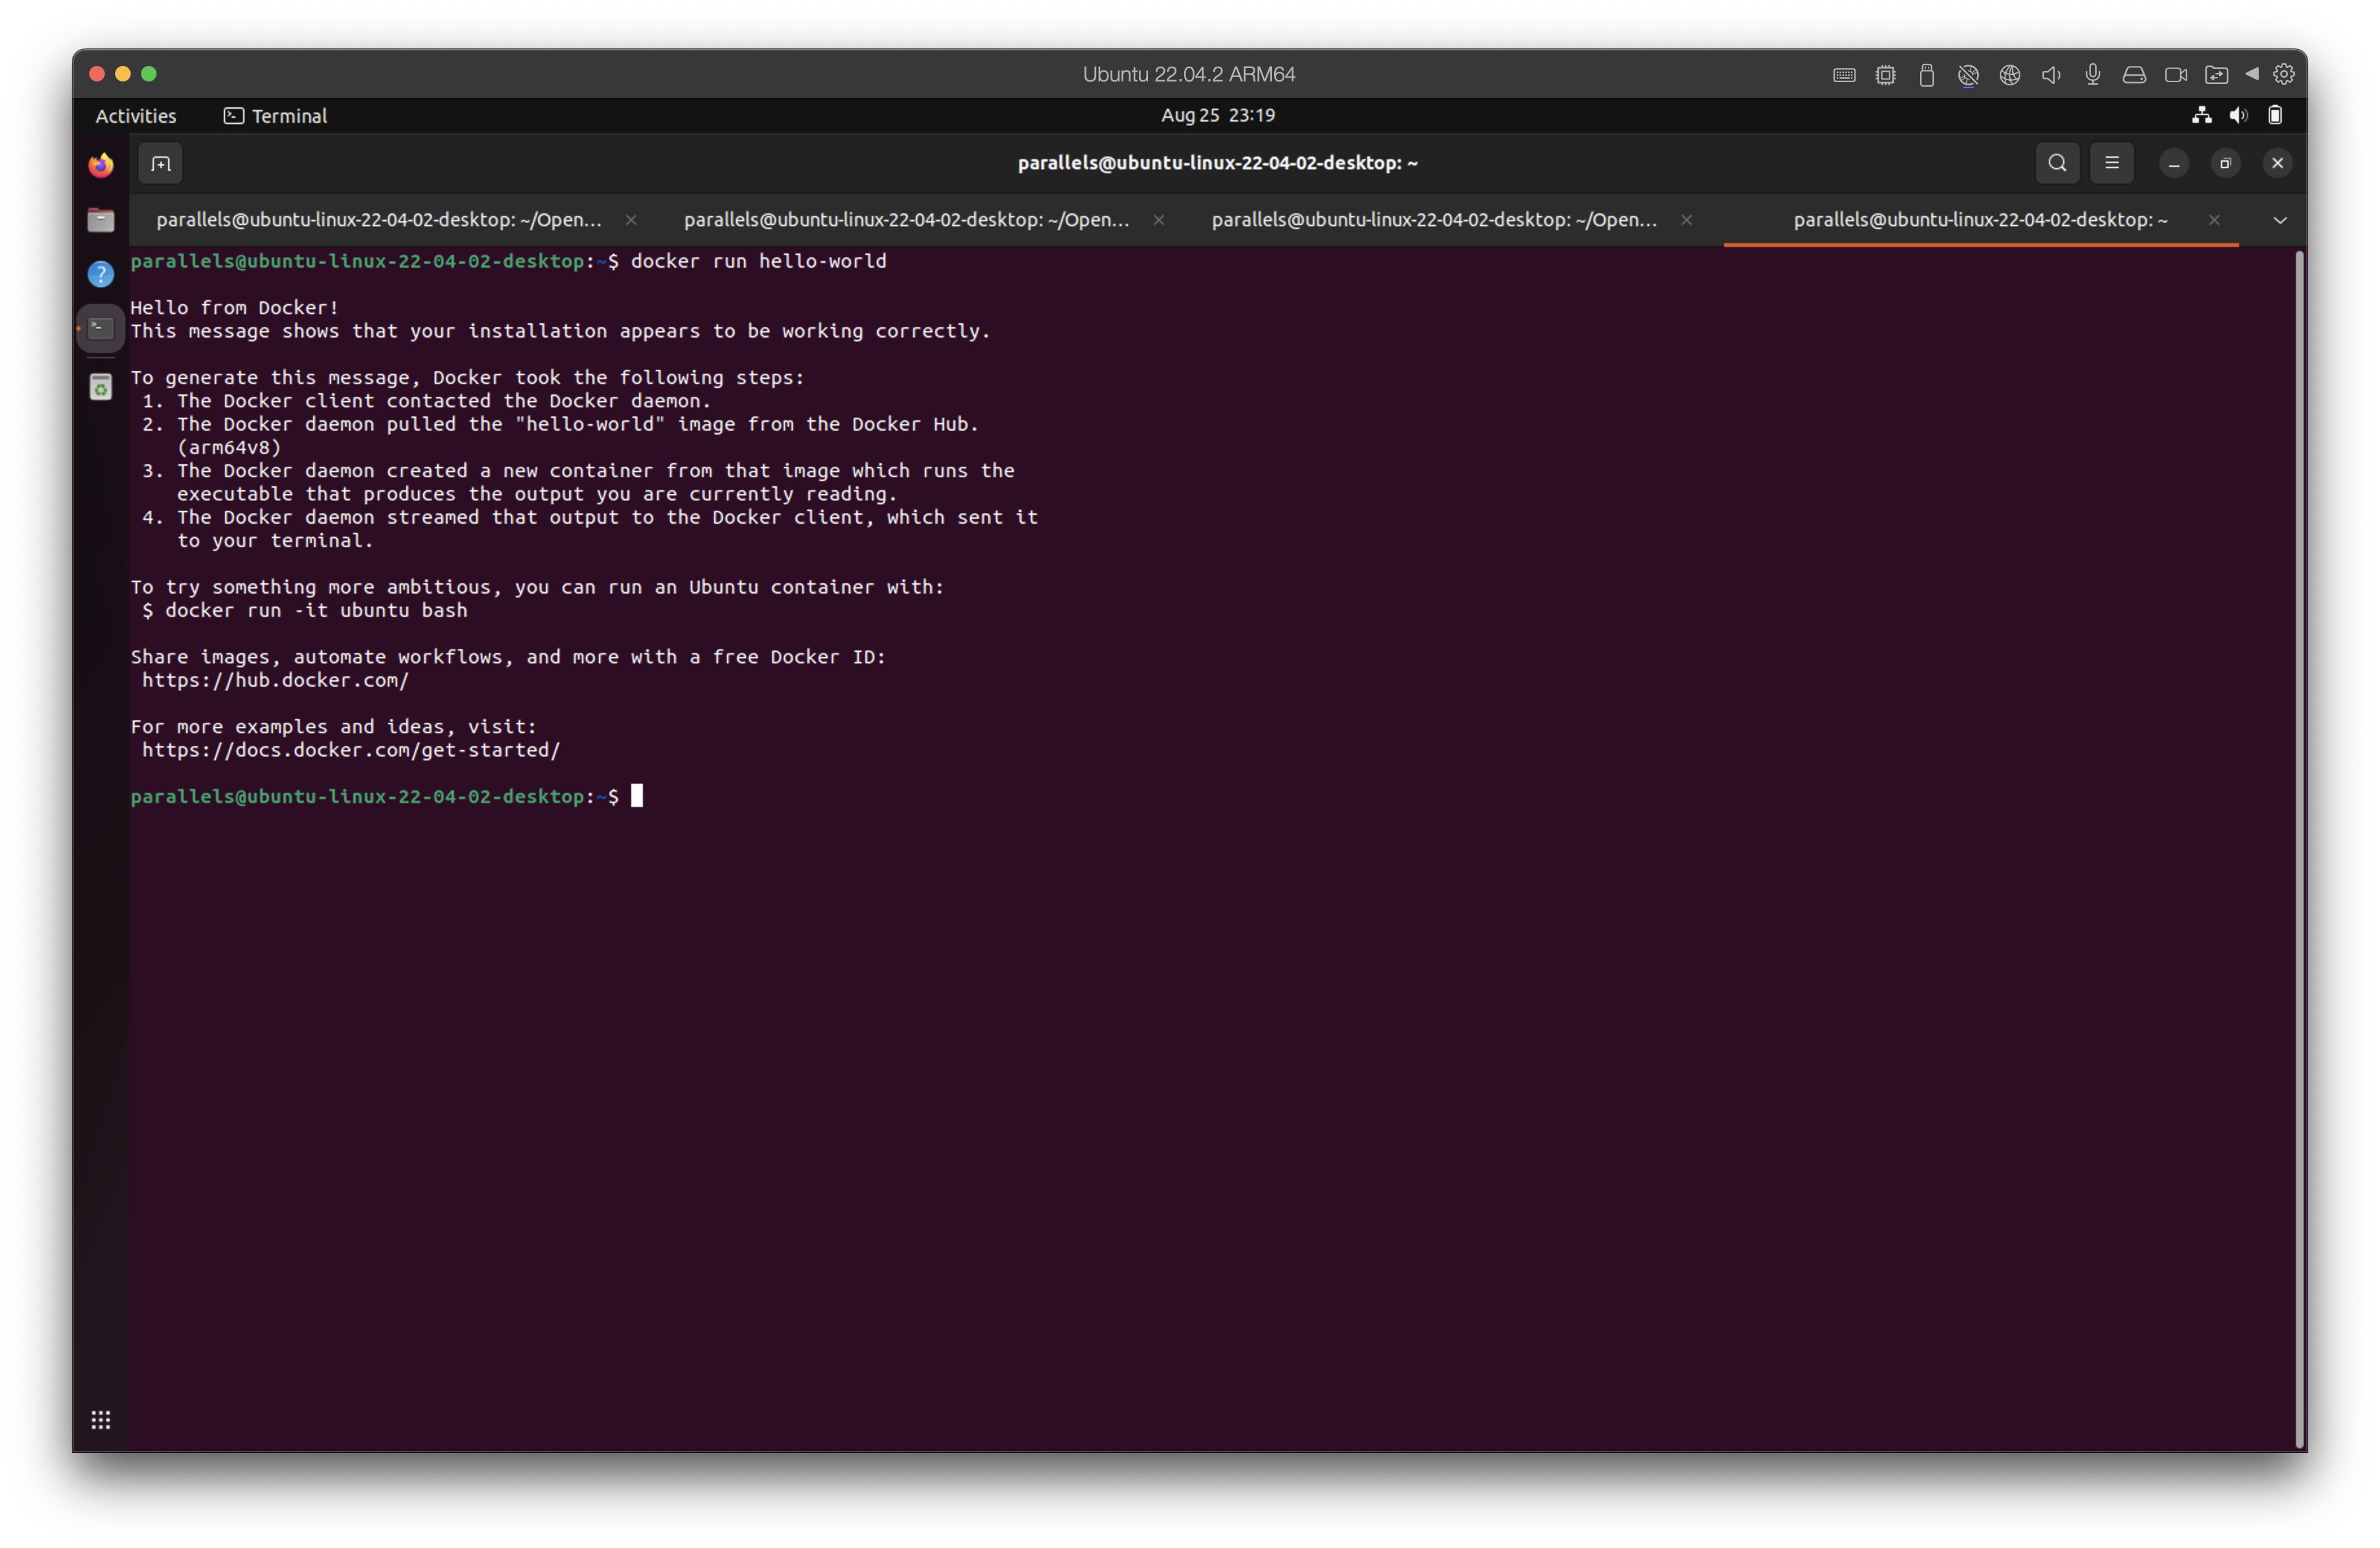 Ubuntu 22.04.2 ARM64
Activities
Terminal
Aug 25 23:19
parallels@ubuntu-linux-22-04-02-desktop: ~
parallels@ubuntu-linux-22-04-02-desktop: ~/Open...
parallels@ubuntu-linux-22-04-02-desktop: ~/Open...
parallels@ubuntu-linux-22-04-02-desktop: ~/Open...
parallels@ubuntu-linux-22-04-02-desktop: ~
parallels@ubuntu-linux-22-04-02-desktop:~$ docker run hello-world
Hello from Docker!
This message shows that your installation appears to be working correctly.
To generate this message, Docker took the following steps:
1. The Docker client contacted the Docker daemon.
2. The Docker daemon pulled the "hello-world" image from the Docker Hub.
(arm64v8)
3. The Docker daemon created a new container from that image which runs the
executable that produces the output you are currently reading.
4. The Docker daemon streamed that output to the Docker client, which sent it
to your terminal.
To try something more ambitious, you can run an Ubuntu container with:
$ docker run -it ubuntu bash
Share images, automate workflows, and more with a free Docker ID:
https://hub.docker.com/
For more examples and ideas, visit:
https://docs.docker.com/get-started/
parallels@ubuntu-linux-22-04-02-desktop:~$